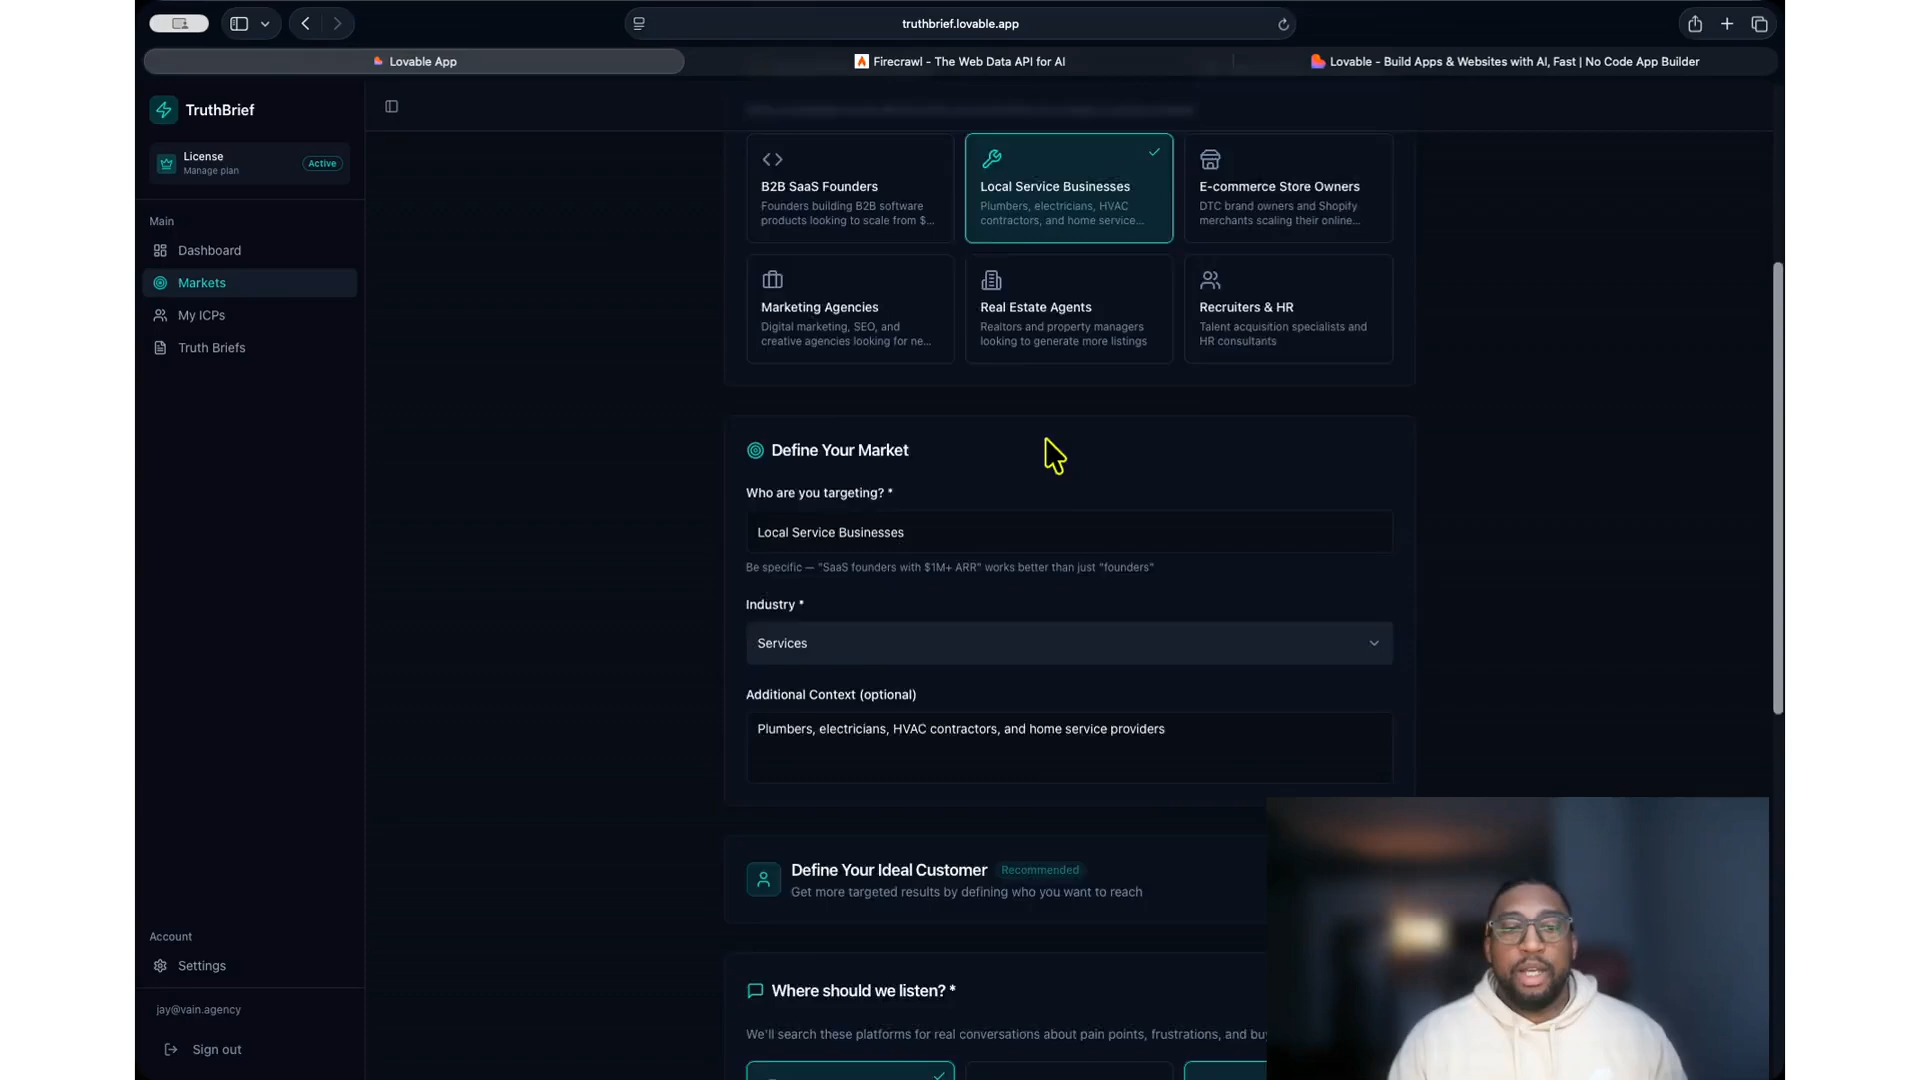 truthbrief.lovable.app
Lovable App
Firecrawl - The Web Data API for AI
Lovable - Build Apps & Websites with AI, Fast | No Code App Builder
TruthBrief
License
Manage plan
Active
Main
Dashboard
Markets
My ICPs
Truth Briefs
Account
Settings
jay@vain.agency
Sign out
B2B SaaS Founders
Founders building B2B software
products looking to scale from $...
Local Service Businesses
Plumbers, electricians, HVAC
contractors, and home service...
E-commerce Store Owners
DTC brand owners and Shopify
merchants scaling their online...
Marketing Agencies
Digital marketing, SEO, and
creative agencies looking for ne...
Real Estate Agents
Realtors and property managers
looking to generate more listings
Recruiters & HR
Talent acquisition specialists and
HR consultants
Define Your Market
Who are you targeting? *
Local Service Businesses
Be specific — "SaaS founders with $1M+ ARR" works better than just "founders"
Industry *
Services
Additional Context (optional)
Plumbers, electricians, HVAC contractors, and home service providers
Define Your Ideal Customer
Recommended
Get more targeted results by defining who you want to reach
Where should we listen? *
We'll search these platforms for real conversations about pain points, frustrations, and